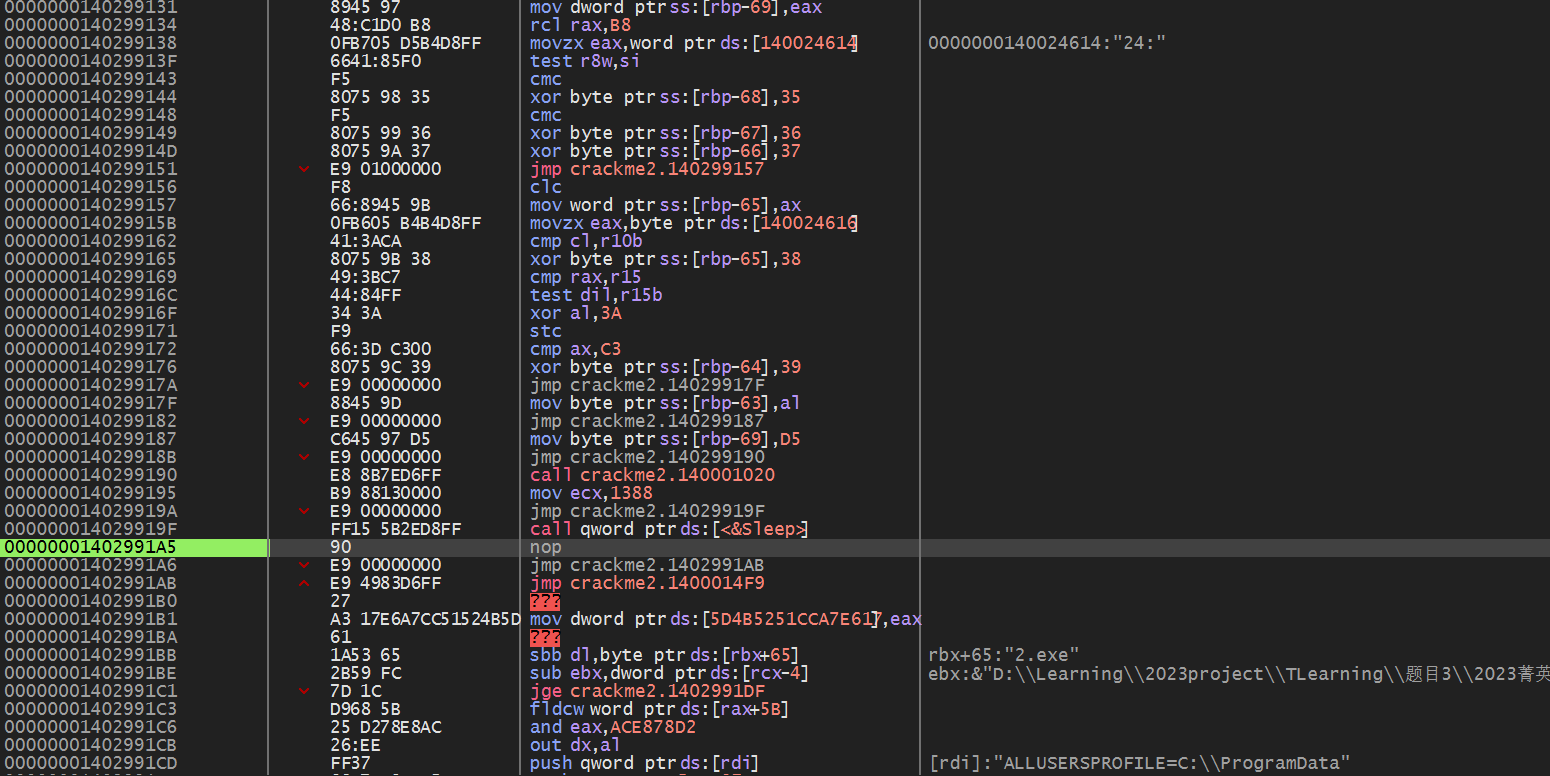 0000000140299131 8945 97 mov dword ptr ss:[rbp-69],eax
0000000140299134 48:C1D0 B8 rcl rax,B8
0000000140299138 0FB705 D5B4D8FF movzx eax,word ptr ds:[140024614] 0000000140024614:"24:"
000000014029913F 6641:85F0 test r8w,si
0000000140299143 F5 cmc
0000000140299144 8075 98 35 xor byte ptr ss:[rbp-68],35
0000000140299148 F5 cmc
0000000140299149 8075 99 36 xor byte ptr ss:[rbp-67],36
000000014029914D 8075 9A 37 xor byte ptr ss:[rbp-66],37
0000000140299151 E9 01000000 jmp crackme2.140299157
0000000140299156 F8 clc
0000000140299157 66:8945 9B mov word ptr ss:[rbp-65],ax
000000014029915B 0FB605 B4B4D8FF movzx eax,byte ptr ds:[140024616]
0000000140299162 41:3ACA cmp cl,r10b
0000000140299165 8075 9B 38 xor byte ptr ss:[rbp-65],38
0000000140299169 49:3BC7 cmp rax,r15
000000014029916C 44:84FF test dil,r15b
000000014029916F 34 3A xor al,3A
0000000140299171 F9 stc
0000000140299172 66:3D C300 cmp ax,C3
0000000140299176 8075 9C 39 xor byte ptr ss:[rbp-64],39
000000014029917A E9 00000000 jmp crackme2.14029917F
000000014029917F 8845 9D mov byte ptr ss:[rbp-63],al
0000000140299182 E9 00000000 jmp crackme2.140299187
0000000140299187 C645 97 D5 mov byte ptr ss:[rbp-69],D5
000000014029918B E9 00000000 jmp crackme2.140299190
0000000140299190 E8 8B7ED6FF call crackme2.140001020
0000000140299195 B9 88130000 mov ecx,1388
000000014029919A E9 00000000 jmp crackme2.14029919F
000000014029919F FF15 5B2ED8FF call qword ptr ds:[<&Sleep>]
00000001402991A5 90 nop
00000001402991A6 E9 00000000 jmp crackme2.1402991AB
00000001402991AB E9 4983D6FF jmp crackme2.1400014F9
00000001402991B0 27 ???
00000001402991B1 A3 17E6A7CC51524B5D mov dword ptr ds:[5D4B5251CCA7E617],eax
00000001402991BA 61 ???
00000001402991BB 1A53 65 sbb dl,byte ptr ds:[rbx+65] rbx+65:"2.exe"
00000001402991BE 2B59 FC sub ebx,dword ptr ds:[rcx-4] ebx:&"D:\\Learning\\2023project\\TLearning\\题目3\\2023菁英
00000001402991C1 7D 1C jge crackme2.1402991DF
00000001402991C3 D968 5B fldcw word ptr ds:[rax+5B]
00000001402991C6 25 D278E8AC and eax,ACE878D2
00000001402991CB 26:EE out dx,al
00000001402991CD FF37 push qword ptr ds:[rdi] [rdi]:"ALLUSERSPROFILE=C:\\ProgramData"